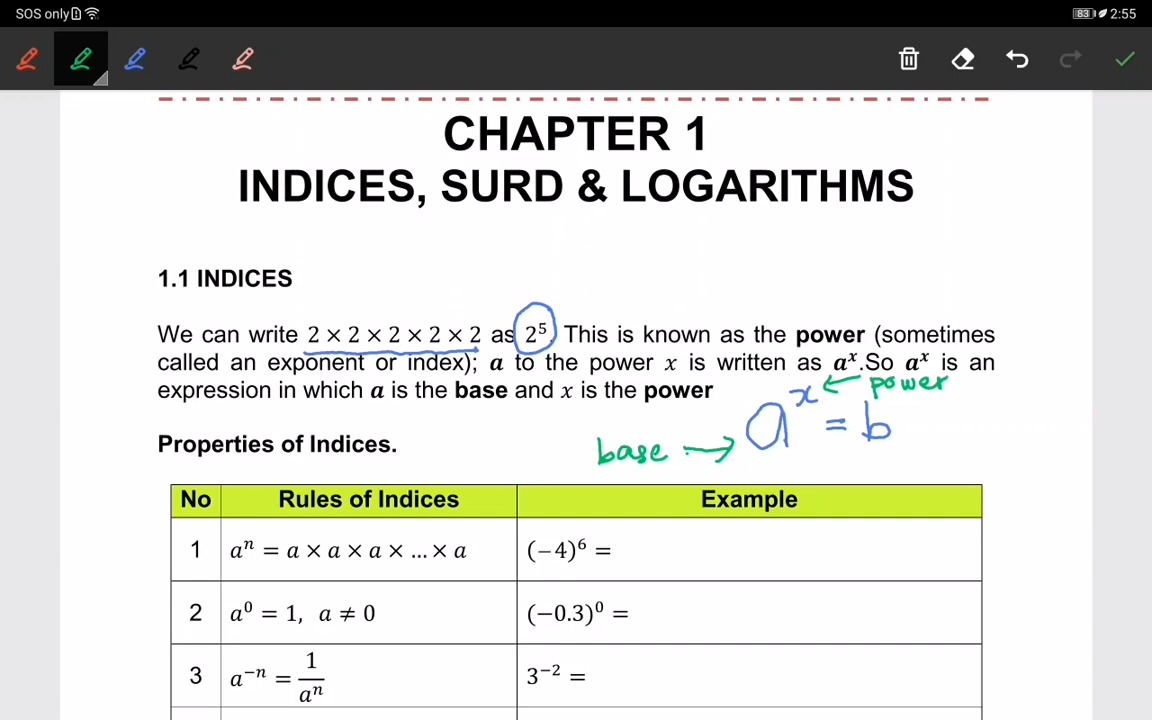 SOS only 83 2:55
CHAPTER 1
INDICES, SURD & LOGARITHMS
1.1 INDICES
We can write 2 × 2 × 2 × 2 × 2 as 2⁵. This is known as the power (sometimes
called an exponent or index); a to the power x is written as aˣ.So aˣ is an
expression in which a is the base and x is the power
← power
aˣ = b
base →
Properties of Indices.
No Rules of Indices Example
1 aⁿ = a × a × a × ... × a (−4)⁶ =
2 a⁰ = 1, a ≠ 0 (−0.3)⁰ =
3 a⁻ⁿ = 1/aⁿ 3⁻² =